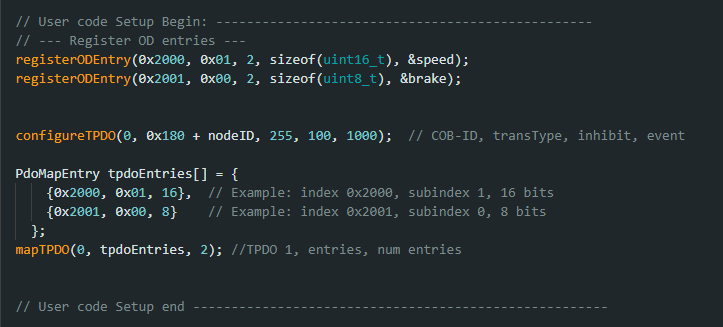 // User code Setup Begin: -------------------------------------------------
// --- Register OD entries ---
registerODEntry(0x2000, 0x01, 2, sizeof(uint16_t), &speed);
registerODEntry(0x2001, 0x00, 2, sizeof(uint8_t), &brake);
configureTPDO(0, 0x180 + nodeID, 255, 100, 1000);  // COB-ID, transType, inhibit, event
PdoMapEntry tpdoEntries[] = {
    {0x2000, 0x01, 16},  // Example: index 0x2000, subindex 1, 16 bits
    {0x2001, 0x00, 8}    // Example: index 0x2001, subindex 0, 8 bits
  };
mapTPDO(0, tpdoEntries, 2); //TPDO 1, entries, num entries
// User code Setup end ------------------------------------------------------